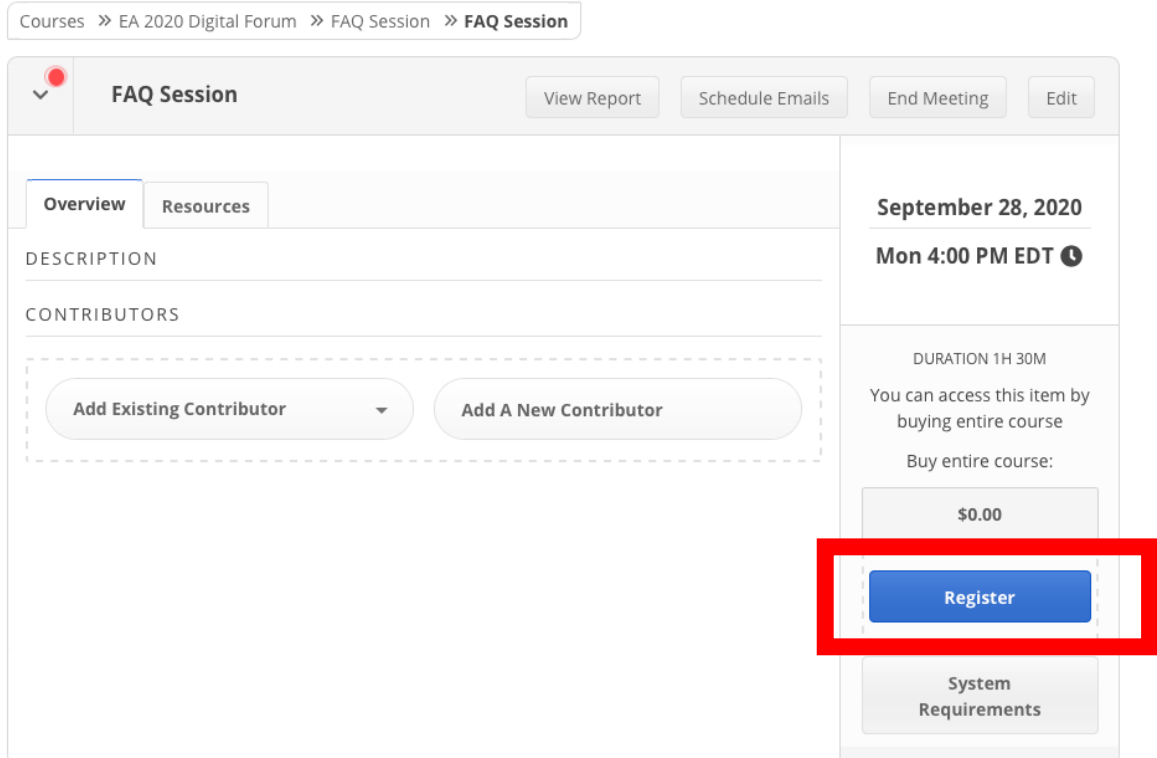 Courses » EA 2020 Digital Forum » FAQ Session » FAQ Session
FAQ Session
View Report
Schedule Emails
End Meeting
Edit
Overview
Resources
DESCRIPTION
CONTRIBUTORS
Add Existing Contributor
Add A New Contributor
September 28, 2020
Mon 4:00 PM EDT
DURATION 1H 30M
You can access this item by
buying entire course
Buy entire course:
$0.00
Register
System
Requirements